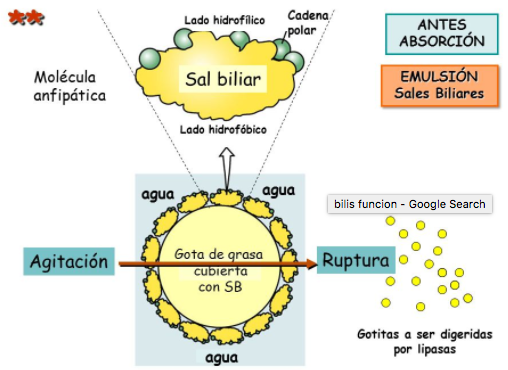 **
Lado hidrofílico
Cadena
polar
ANTES
ABSORCIÓN
Molécula
anfipática
Sal biliar
EMULSIÓN
Sales Biliares
Lado hidrofóbico
agua
agua
bilis funcion - Google Search
Agitación
Gota de grasa
cubierta
con SB
Ruptura
Gotitas a ser digeridas
por lipasas
agua